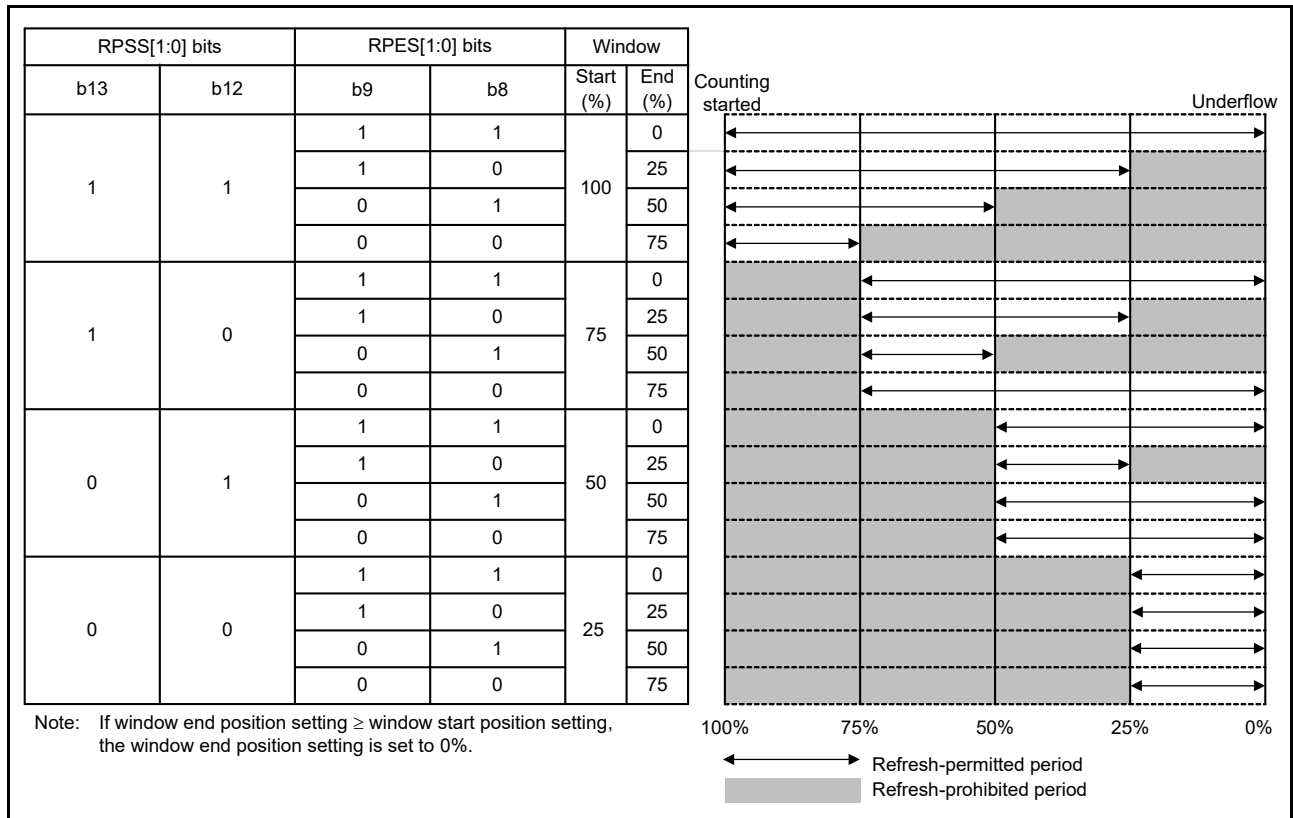 RPSS[1:0] bits RPES[1:0] bits Window
b13 b12 b9 b8 Start (%) End (%)
Counting started Underflow
1 1 1 1 100 0
1 0 25
0 1 50
0 0 75
1 0 1 1 75 0
1 0 25
0 1 50
0 0 75
0 1 1 1 50 0
1 0 25
0 1 50
0 0 75
0 0 1 1 25 0
1 0 25
0 1 50
0 0 75
100% 75% 50% 25% 0%
Note: If window end position setting ≥ window start position setting,
the window end position setting is set to 0%.
Refresh-permitted period
Refresh-prohibited period